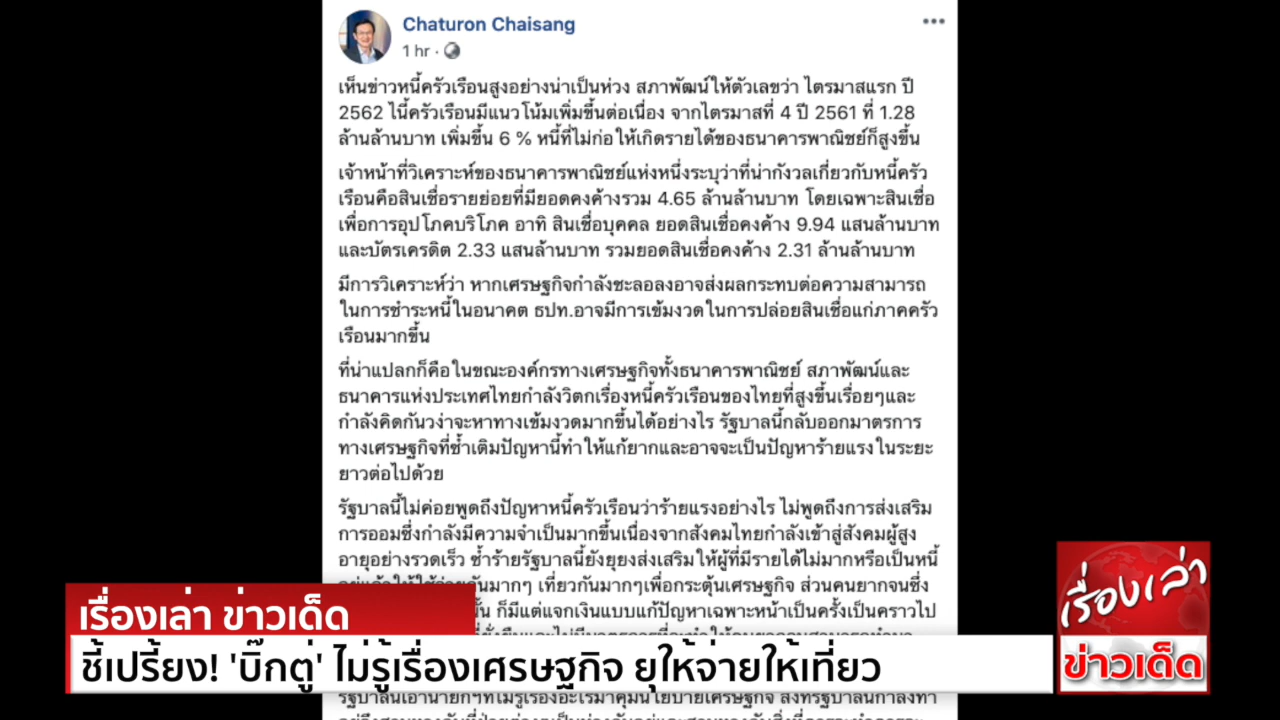 Chaturon Chaisang
1 hr ·
เห็นข่าวหนี้ครัวเรือนสูงอย่างน่าเป็นห่วง สภาพัฒน์ให้ตัวเลขว่า ไตรมาสแรก ปี
2562 ไนี้ครัวเรือนมีแนวโน้มเพิ่มขึ้นต่อเนื่อง จากไตรมาสที่ 4 ปี 2561 ที่ 1.28
ล้านล้านบาท เพิ่มขึ้น 6 % หนี้ที่ไม่ก่อให้เกิดรายได้ของธนาคารพาณิชย์ก็สูงขึ้น
เจ้าหน้าที่วิเคราะห์ของธนาคารพาณิชย์แห่งหนึ่งระบุว่าที่น่ากังวลเกี่ยวกับหนี้ครัว
เรือนคือสินเชื่อรายย่อยที่มียอดคงค้างรวม 4.65 ล้านล้านบาท โดยเฉพาะสินเชื่อ
เพื่อการอุปโภคบริโภค อาทิ สินเชื่อบุคคล ยอดสินเชื่อคงค้าง 9.94 แสนล้านบาท
และบัตรเครดิต 2.33 แสนล้านบาท รวมยอดสินเชื่อคงค้าง 2.31 ล้านล้านบาท
มีการวิเคราะห์ว่า หากเศรษฐกิจกำลังชะลอลงอาจส่งผลกระทบต่อความสามารถ
ในการชำระหนี้ในอนาคต ธปท.อาจมีการเข้มงวดในการปล่อยสินเชื่อแก่ภาคครัว
เรือนมากขึ้น
ที่น่าแปลกก็คือในขณะองค์กรทางเศรษฐกิจทั้งธนาคารพาณิชย์ สภาพัฒน์และ
ธนาคารแห่งประเทศไทยกำลังวิตกเรื่องหนี้ครัวเรือนของไทยที่สูงขึ้นเรื่อยๆและ
กำลังคิดกันวง่าจะหาทางเข้มงวดมากขึ้นได้อย่างไร รัฐบาลนี้กลับออกมาตรการ
ทางเศรษฐกิจที่ซ้ำเติมปัญหานี้ทำให้แก้ยากและอาจจะเป็นปัญหาร้ายแรงในระยะ
ยาวต่อไปด้วย
รัฐบาลนี้ไม่ค่อยพูดถึงปัญหาหนี้ครัวเรือนว่าร้ายแรงอย่างไร ไม่พูดถึงการส่งเสริม
การออมซึ่งกำลังมีความจำเป็นมากขึ้นเนื่องจากสังคมไทยกำลังเข้าสู่สังคมผู้สูง
อายุอย่างรวดเร็ว ซ้ำร้ายรัฐบาลนี้ยังยุยงส่งเสริมให้ผู้ที่มีรายได้ไม่มากหรือเป็นหนี้
อยู่แล้วให้ใช้จ่ายกันมากๆ เที่ยวกันมากๆเพื่อกระตุ้นเศรษฐกิจ ส่วนคนยากจนซึ่ง
ก็มีแต่แจกเงินแบบแก้ปัญหาเฉพาะหน้าเป็นครั้งเป็นคราวไป
เรื่องเล่า ข่าวเด็ด
ชี้เปรี้ยง! 'บิ๊กตู่' ไม่รู้เรื่องเศรษฐกิจ ยุให้จ่ายให้เที่ยว
เรื่องเล่า
ข่าวเด็ด